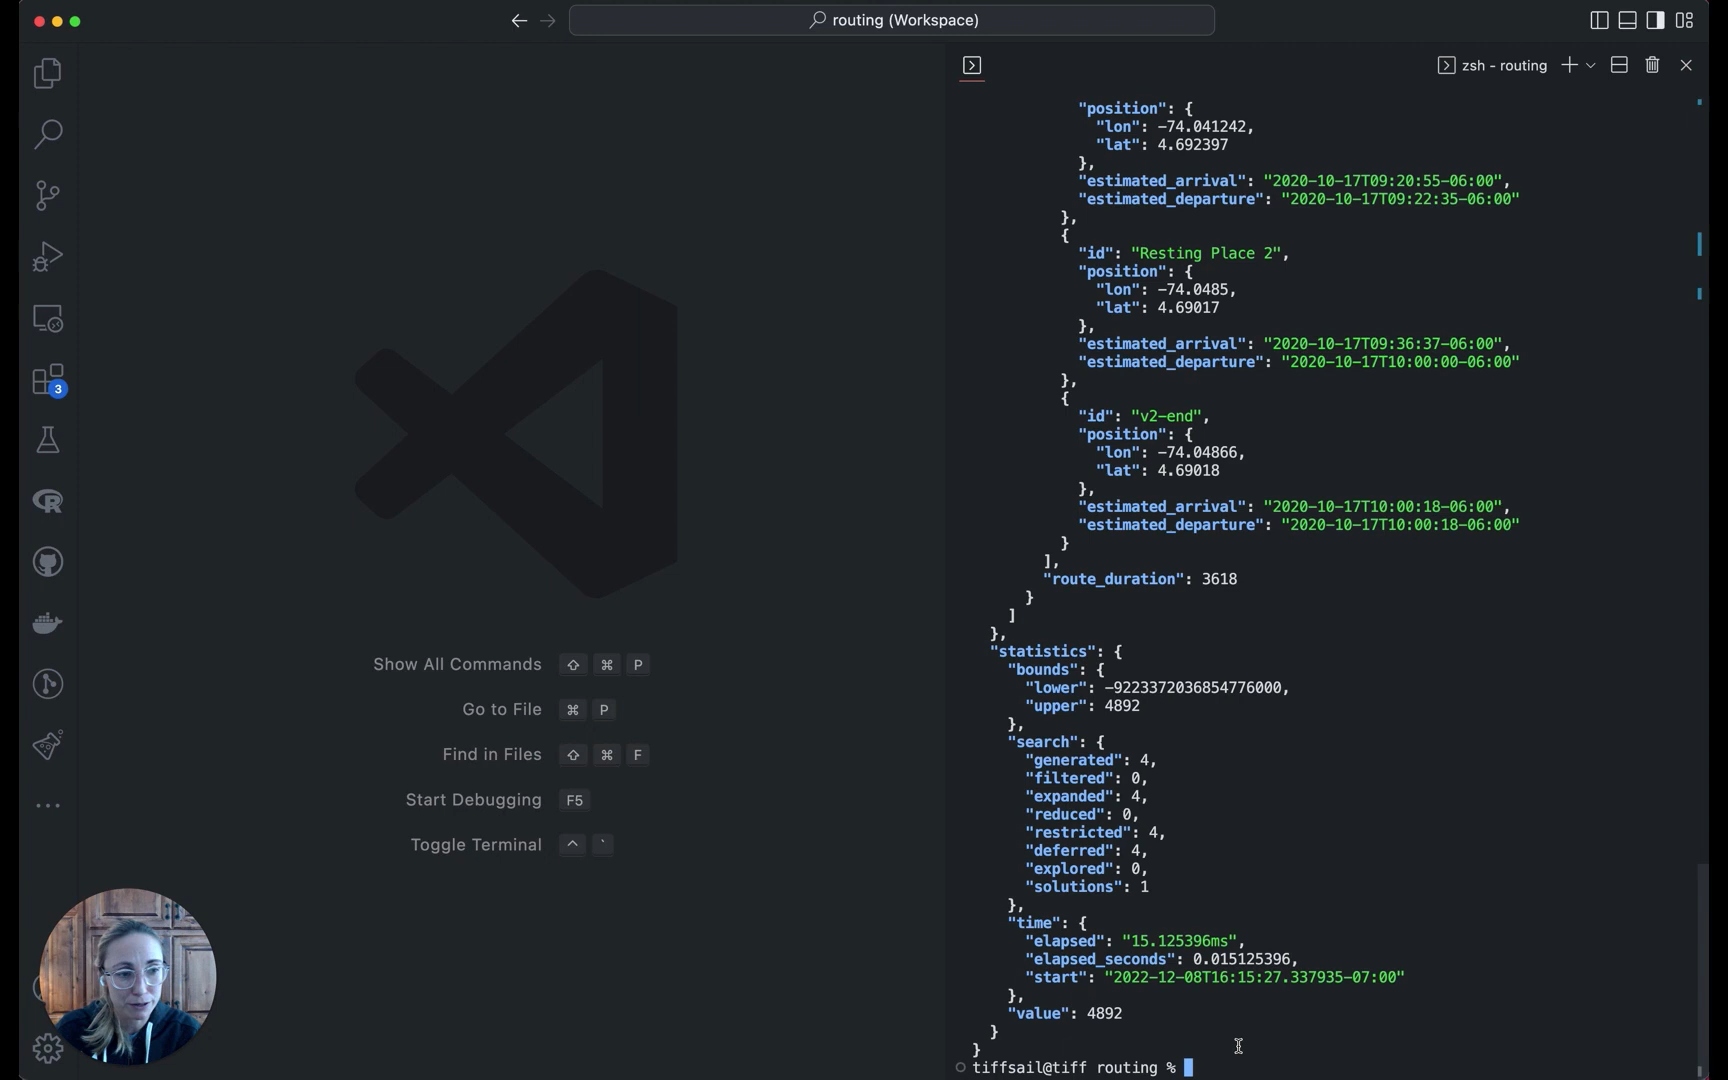 routing (Workspace)
zsh - routing
"position": {
"lon": -74.041242,
"lat": 4.692397
},
"estimated_arrival": "2020-10-17T09:20:55-06:00",
"estimated_departure": "2020-10-17T09:22:35-06:00"
},
{
"id": "Resting Place 2",
"position": {
"lon": -74.0485,
"lat": 4.69017
},
"estimated_arrival": "2020-10-17T09:36:37-06:00",
"estimated_departure": "2020-10-17T10:00:00-06:00"
},
{
"id": "v2-end",
"position": {
"lon": -74.04866,
"lat": 4.69018
},
"estimated_arrival": "2020-10-17T10:00:18-06:00",
"estimated_departure": "2020-10-17T10:00:18-06:00"
}
],
"route_duration": 3618
}
]
},
"statistics": {
"bounds": {
"lower": -9223372036854776000,
"upper": 4892
},
"search": {
"generated": 4,
"filtered": 0,
"expanded": 4,
"reduced": 0,
"restricted": 4,
"deferred": 4,
"explored": 0,
"solutions": 1
},
"time": {
"elapsed": "15.125396ms",
"elapsed_seconds": 0.015125396,
"start": "2022-12-08T16:15:27.337935-07:00"
},
"value": 4892
}
}
tiffsail@tiff routing %
3
R
Show All Commands ⇧ ⌘ P
Go to File ⌘ P
Find in Files ⇧ ⌘ F
Start Debugging F5
Toggle Terminal ^ `